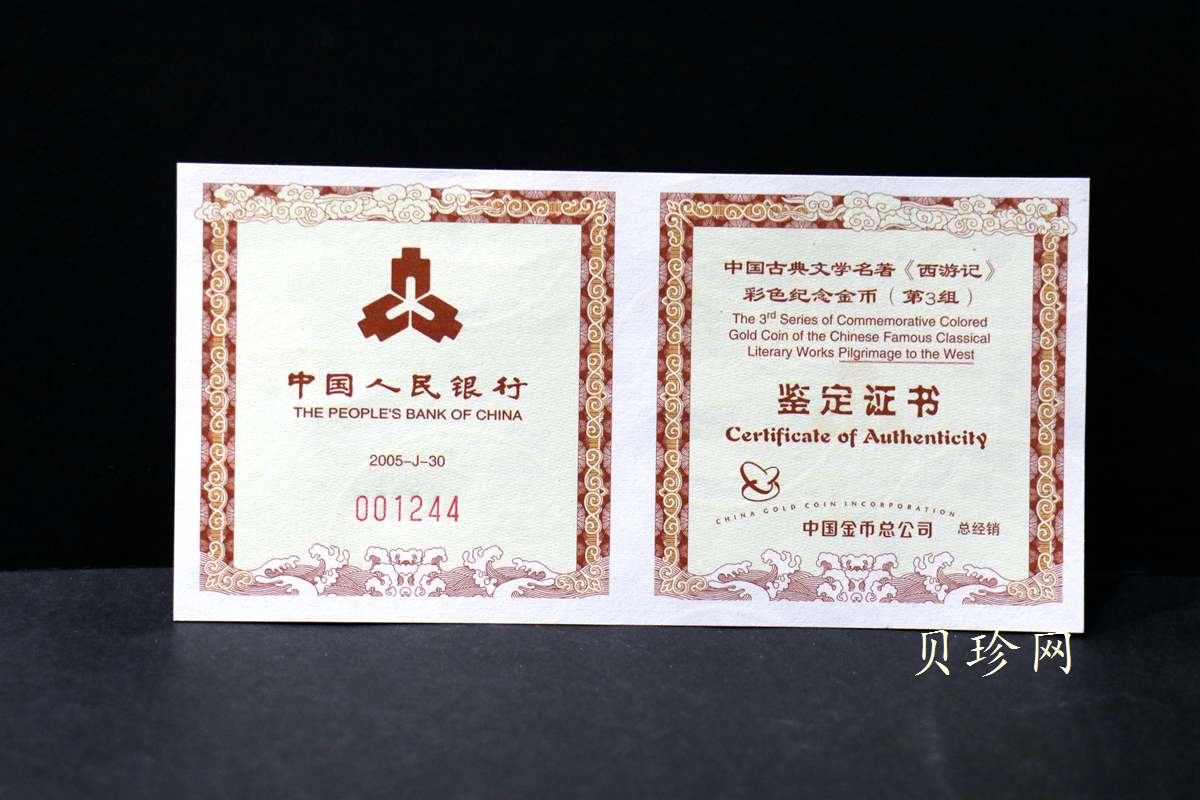 中国人民银行
THE PEOPLE'S BANK OF CHINA
2005-J-30
001244
中国古典文学名著《西游记》
彩色纪念金币（第3组）
The 3rd Series of Commemorative Colored
Gold Coin of the Chinese Famous Classical
Literary Works Pilgrimage to the West
鉴定证书
Certificate of Authenticity
CHINA GOLD COIN INCORPORATION
中国金币总公司 总经销
贝珍网